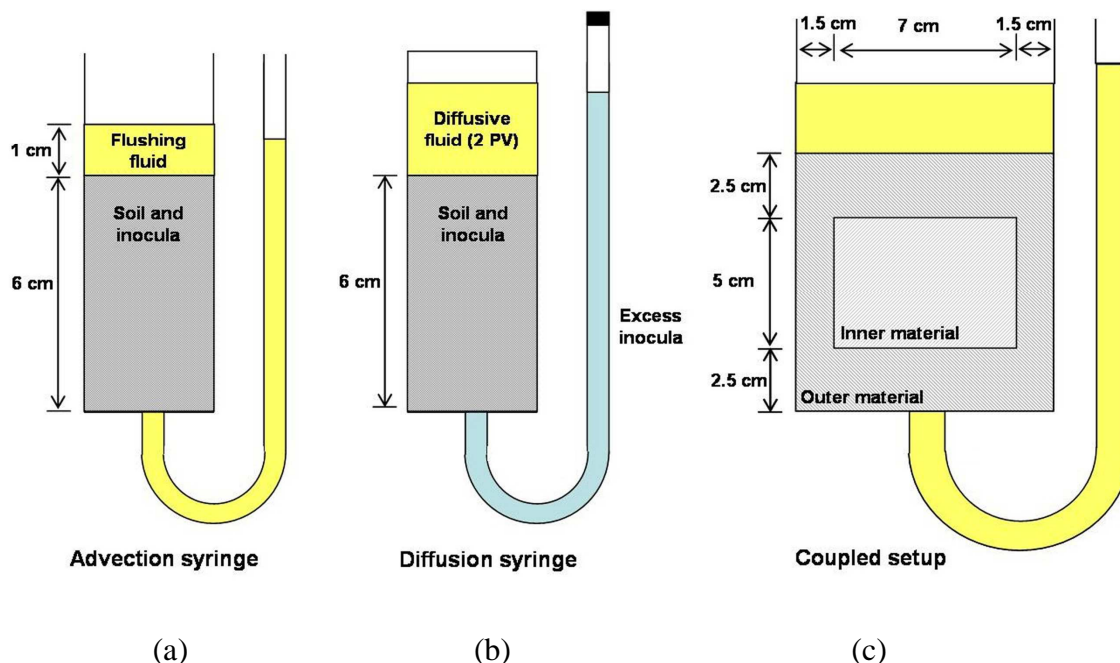 1 cm
Flushing
fluid
6 cm
Soil and
inocula
Advection syringe
(a)
Diffusive
fluid (2 PV)
6 cm
Soil and
inocula
Excess
inocula
Diffusion syringe
(b)
1.5 cm
7 cm
1.5 cm
2.5 cm
5 cm
Inner material
2.5 cm
Outer material
Coupled setup
(c)